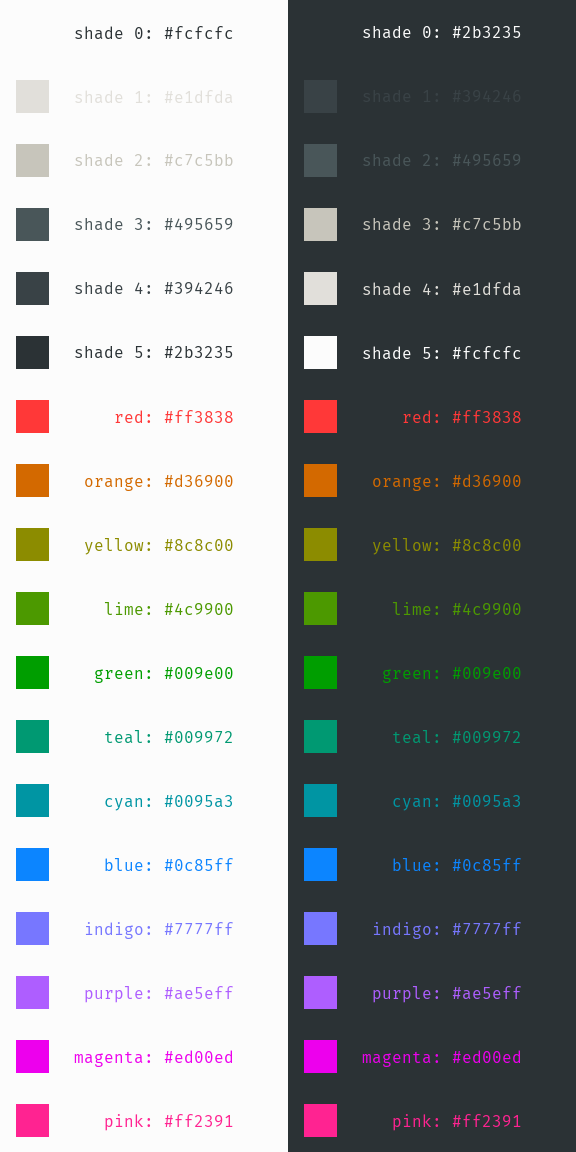 shade 0: #fcfcfc
shade 1: #e1dfda
shade 2: #c7c5bb
shade 3: #495659
shade 4: #394246
shade 5: #2b3235
red: #ff3838
orange: #d36900
yellow: #8c8c00
lime: #4c9900
green: #009e00
teal: #009972
cyan: #0095a3
blue: #0c85ff
indigo: #7777ff
purple: #ae5eff
magenta: #ed00ed
pink: #ff2391
shade 0: #2b3235
shade 1: #394246
shade 2: #495659
shade 3: #c7c5bb
shade 4: #e1dfda
shade 5: #fcfcfc
red: #ff3838
orange: #d36900
yellow: #8c8c00
lime: #4c9900
green: #009e00
teal: #009972
cyan: #0095a3
blue: #0c85ff
indigo: #7777ff
purple: #ae5eff
magenta: #ed00ed
pink: #ff2391